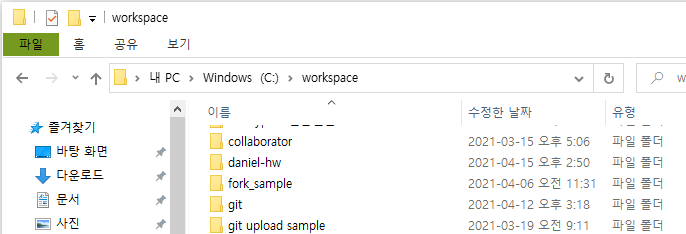 workspace
파일 홈 공유 보기
내 PC > Windows (C:) > workspace
이름 수정한 날짜 유형
즐겨찾기
바탕 화면
다운로드
문서
사진
collaborator 2021-03-15 오후 5:06 파일 폴더
daniel-hw 2021-04-15 오후 2:50 파일 폴더
fork_sample 2021-04-06 오전 11:31 파일 폴더
git 2021-04-12 오후 3:18 파일 폴더
git upload sample 2021-03-19 오전 9:11 파일 폴더